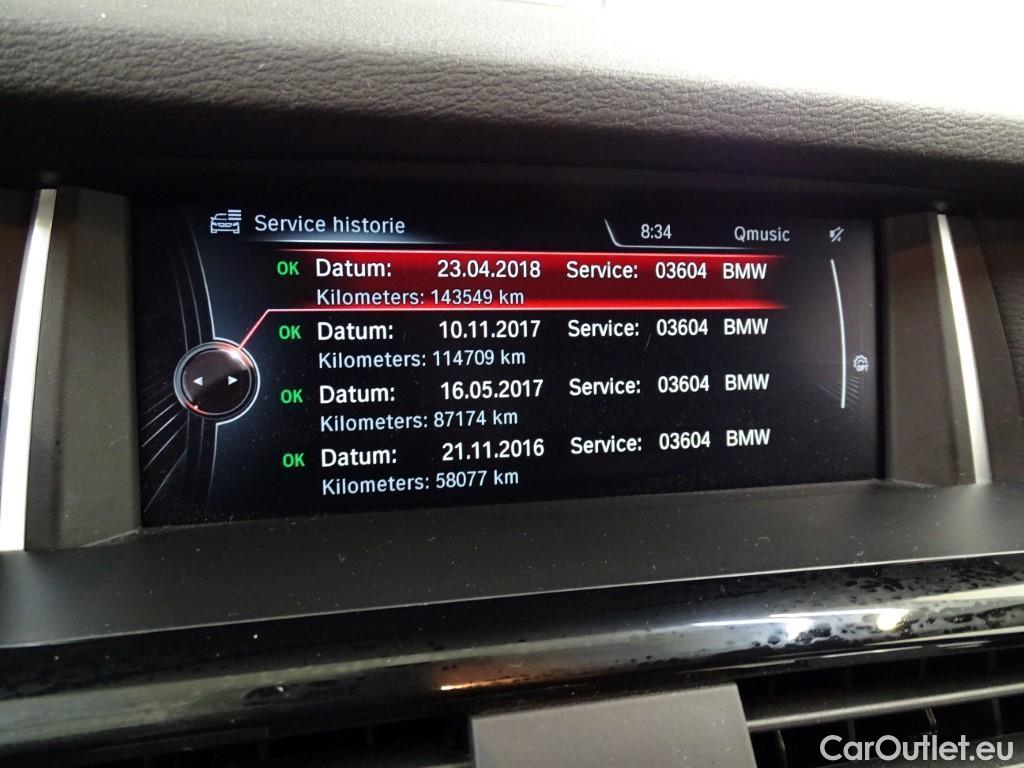 Service historie 8:34 Qmusic
OK Datum: 23.04.2018 Service: 03604 BMW
Kilometers: 143549 km
OK Datum: 10.11.2017 Service: 03604 BMW
Kilometers: 114709 km
OK Datum: 16.05.2017 Service: 03604 BMW
Kilometers: 87174 km
OK Datum: 21.11.2016 Service: 03604 BMW
Kilometers: 58077 km
OPT
CarOutlet.eu